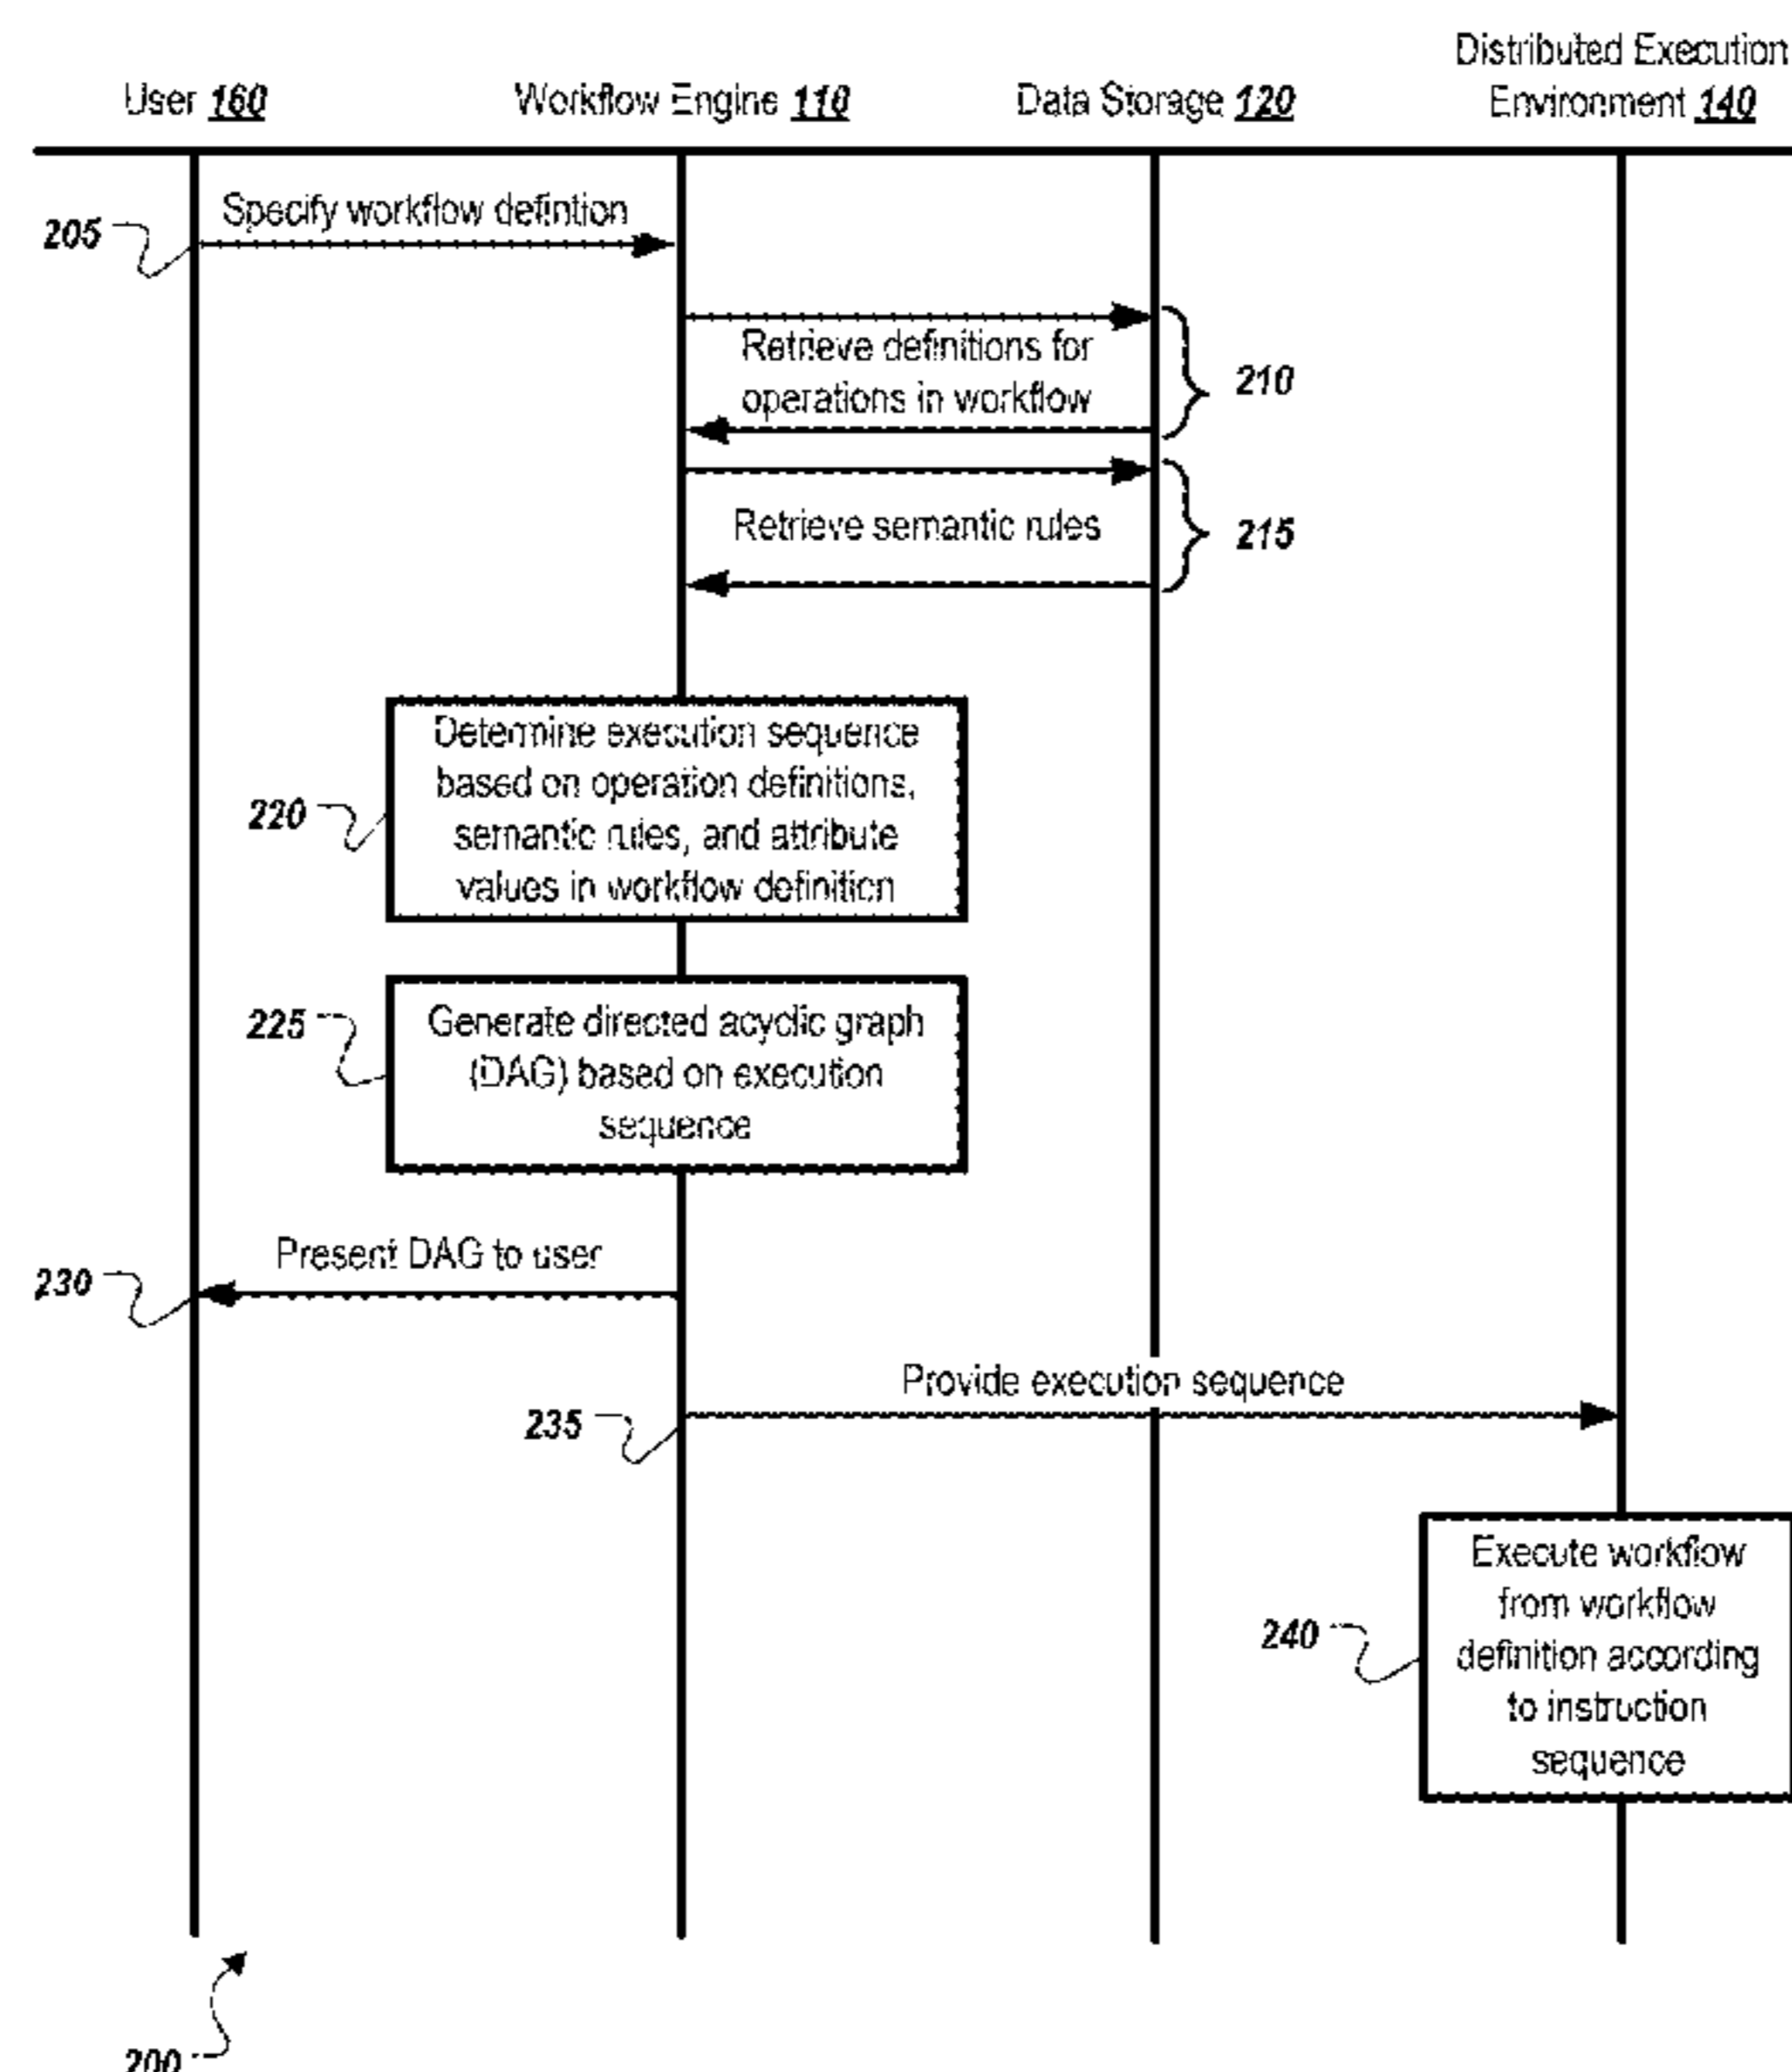 Distributed Execution
User 160 Workflow Engine 110 Data Storage 120 Environment 140
Specify workflow defintion
205
Retrieve definitions for
operations in workflow
210
Retrieve semantic rules
215
Determine execution sequence
based on operation definitions,
semantic rules, and attribute
values in workflow definition
220
Generate directed acyclic graph
(DAG) based on execution
sequence
225
Present DAG to user
230
Provide execution sequence
235
Execute workflow
from workflow
definition according
to instruction
sequence
240
200